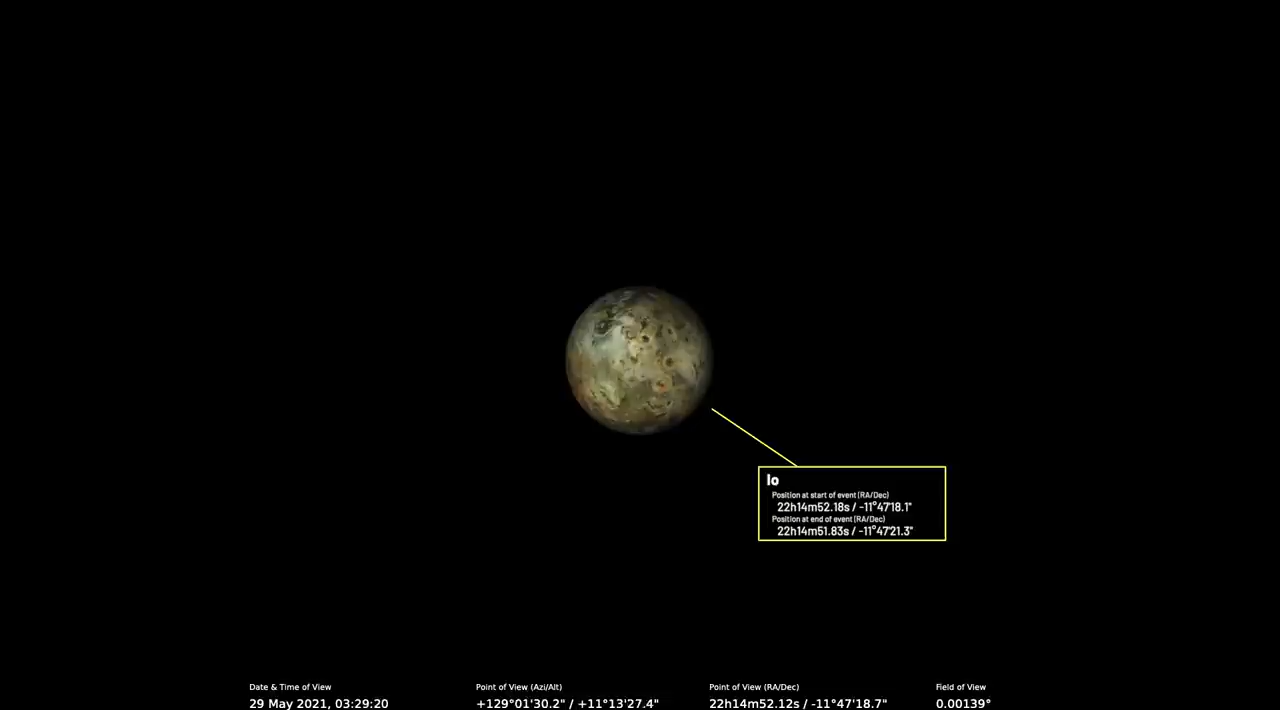 Io
Position at start of event (RA/Dec)
22h14m52.18s / -11°47'18.1"
Position at end of event (RA/Dec)
22h14m51.83s / -11°47'21.3"
Date & Time of View
29 May 2021, 03:29:20
Point of View (Azi/Alt)
+129°01'30.2" / +11°13'27.4"
Point of View (RA/Dec)
22h14m52.12s / -11°47'18.7"
Field of View
0.00139°